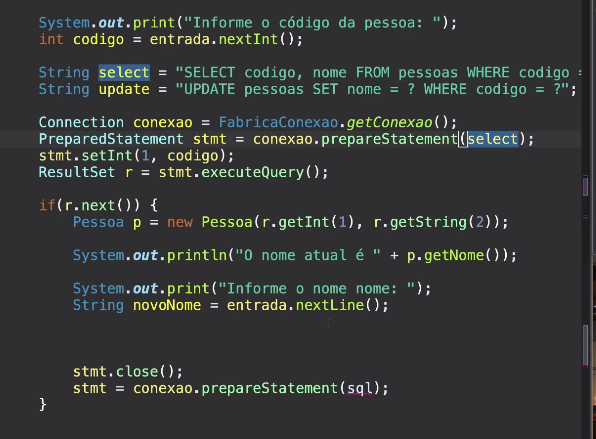 System.out.print("Informe o código da pessoa: ");
int codigo = entrada.nextInt();
String select = "SELECT codigo, nome FROM pessoas WHERE codigo =
String update = "UPDATE pessoas SET nome = ? WHERE codigo = ?";
Connection conexao = FabricaConexao.getConexao();
PreparedStatement stmt = conexao.prepareStatement(select);
stmt.setInt(1, codigo);
ResultSet r = stmt.executeQuery();
if(r.next()) {
Pessoa p = new Pessoa(r.getInt(1), r.getString(2));
System.out.println("O nome atual é " + p.getNome());
System.out.print("Informe o nome nome: ");
String novoNome = entrada.nextLine();
stmt.close();
stmt = conexao.prepareStatement(sql);
}